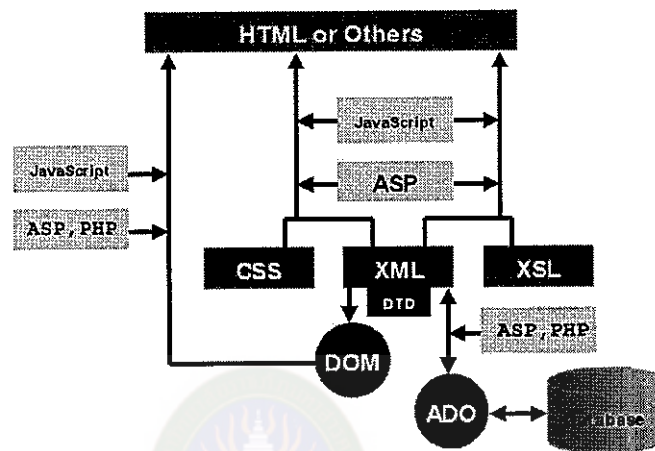 HTML or Others
JavaScript
JavaScript
ASP
ASP, PHP
CSS
XML
XSL
DTD
ASP, PHP
DOM
ADO